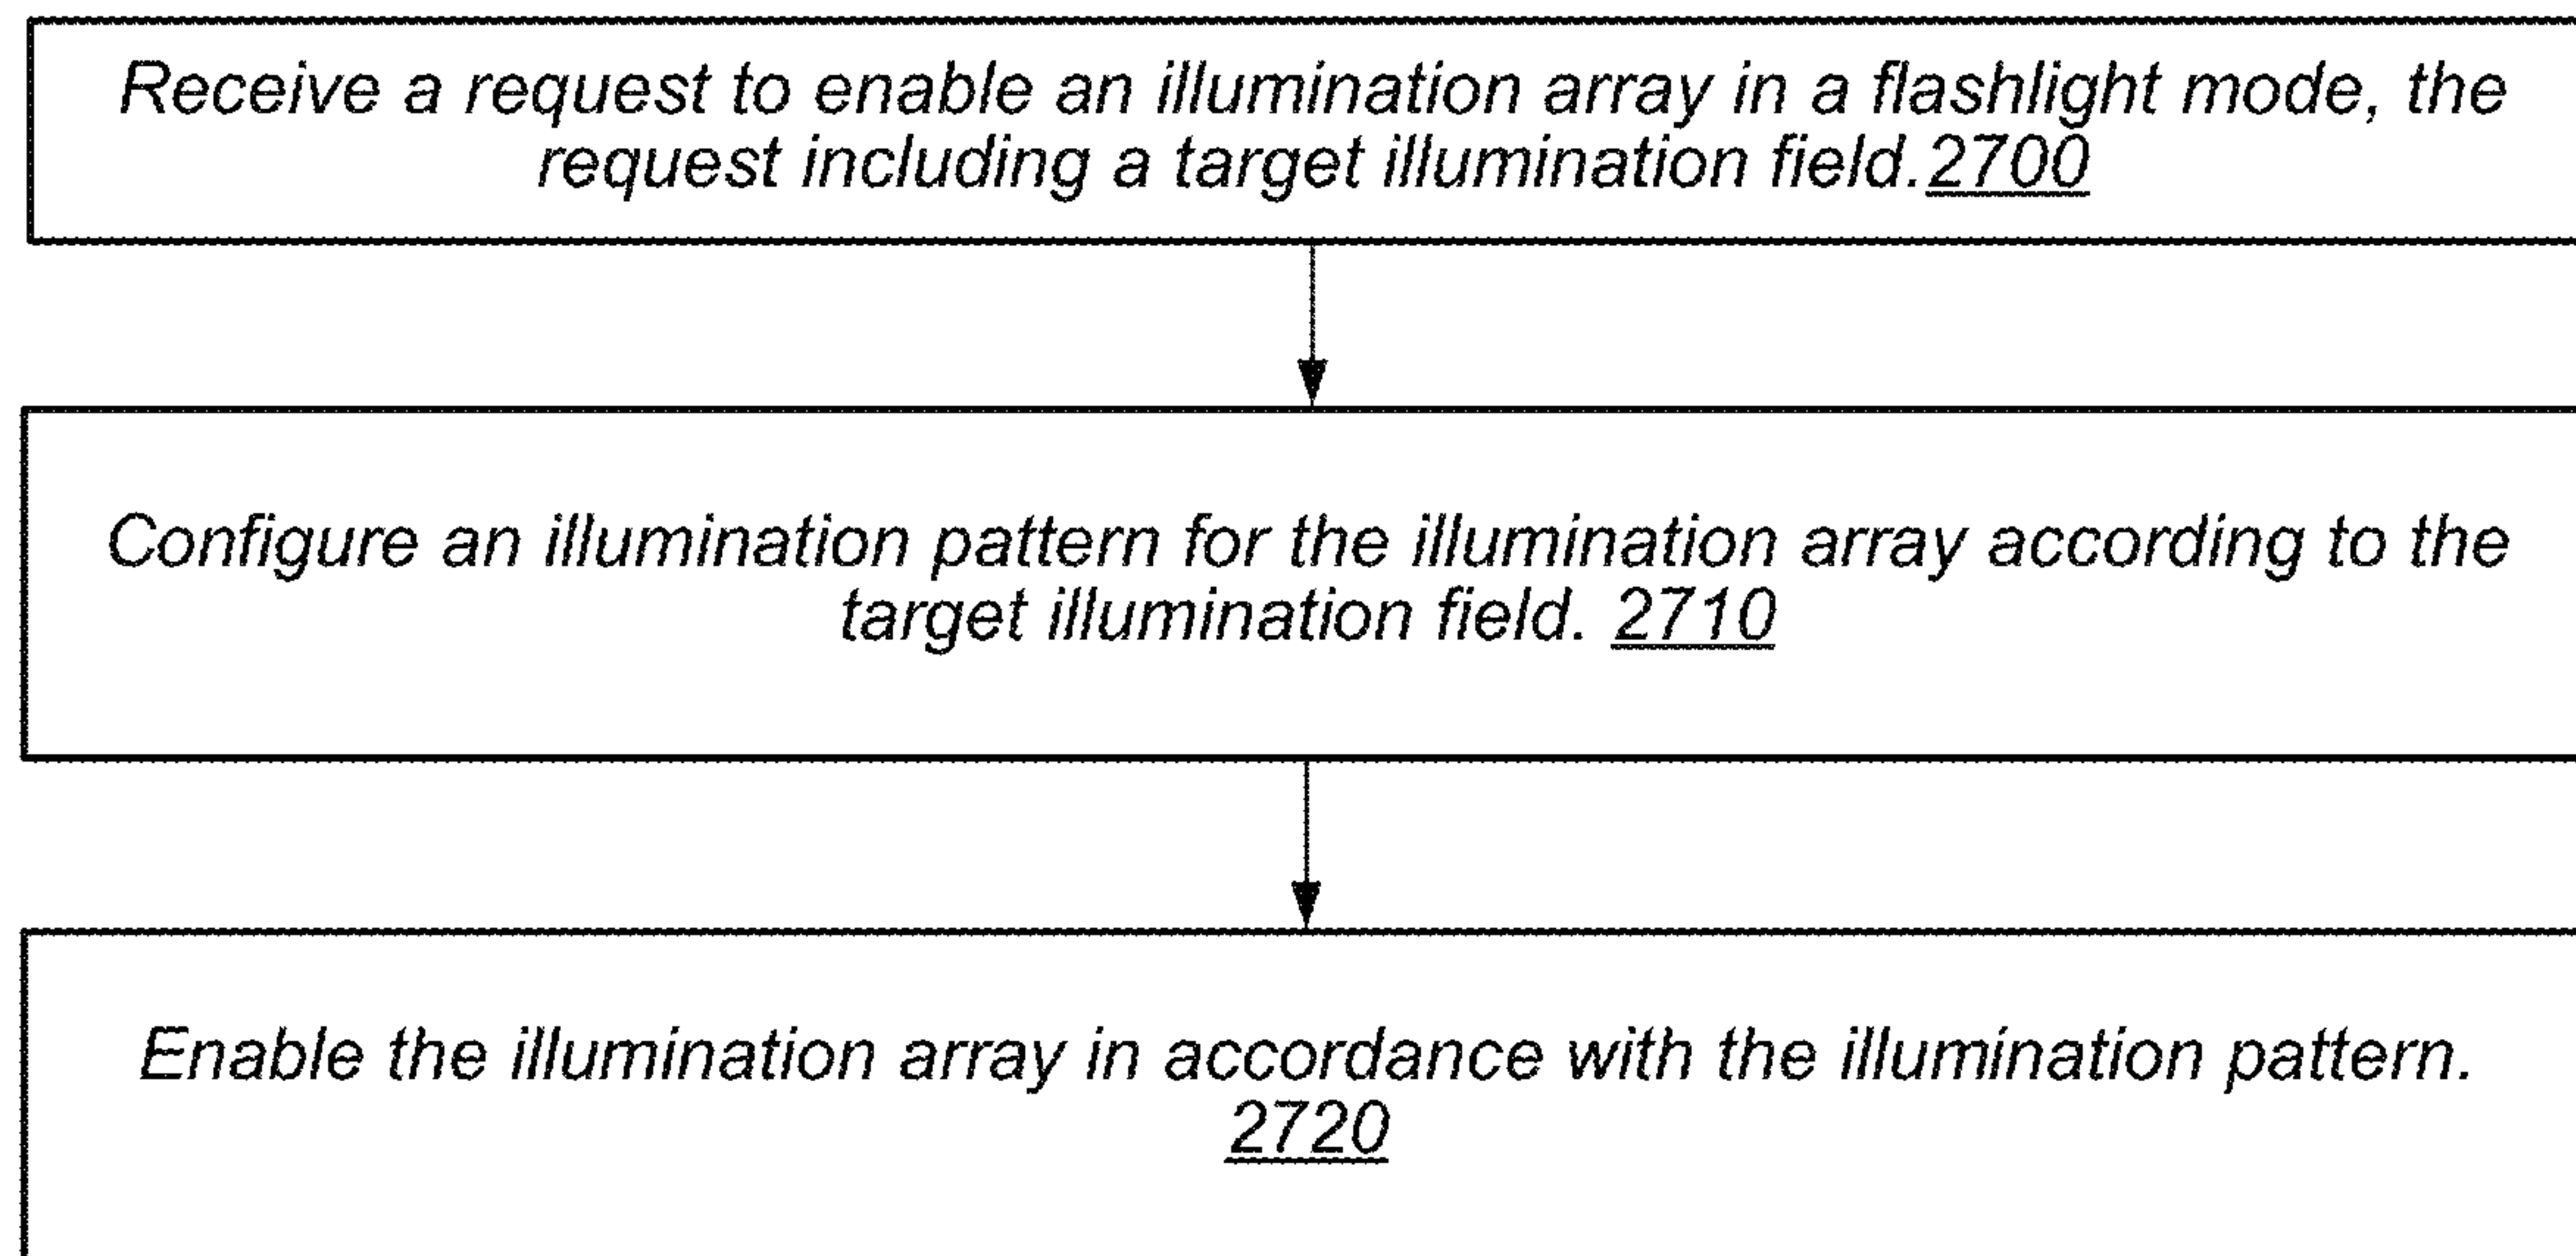 Receive a request to enable an illumination array in a flashlight mode, the
request including a target illumination field.2700
Configure an illumination pattern for the illumination array according to the
target illumination field. 2710
Enable the illumination array in accordance with the illumination pattern.
2720